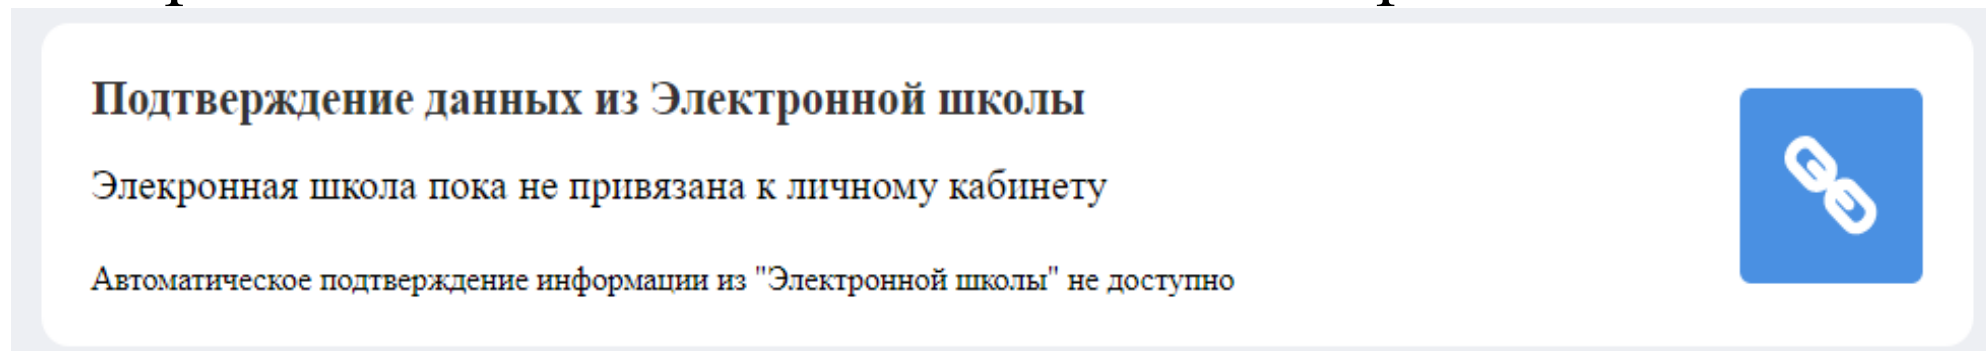 Подтверждение данных из Электронной школы
Элекронная школа пока не привязана к личному кабинету
Автоматическое подтверждение информации из "Электронной школы" не доступно